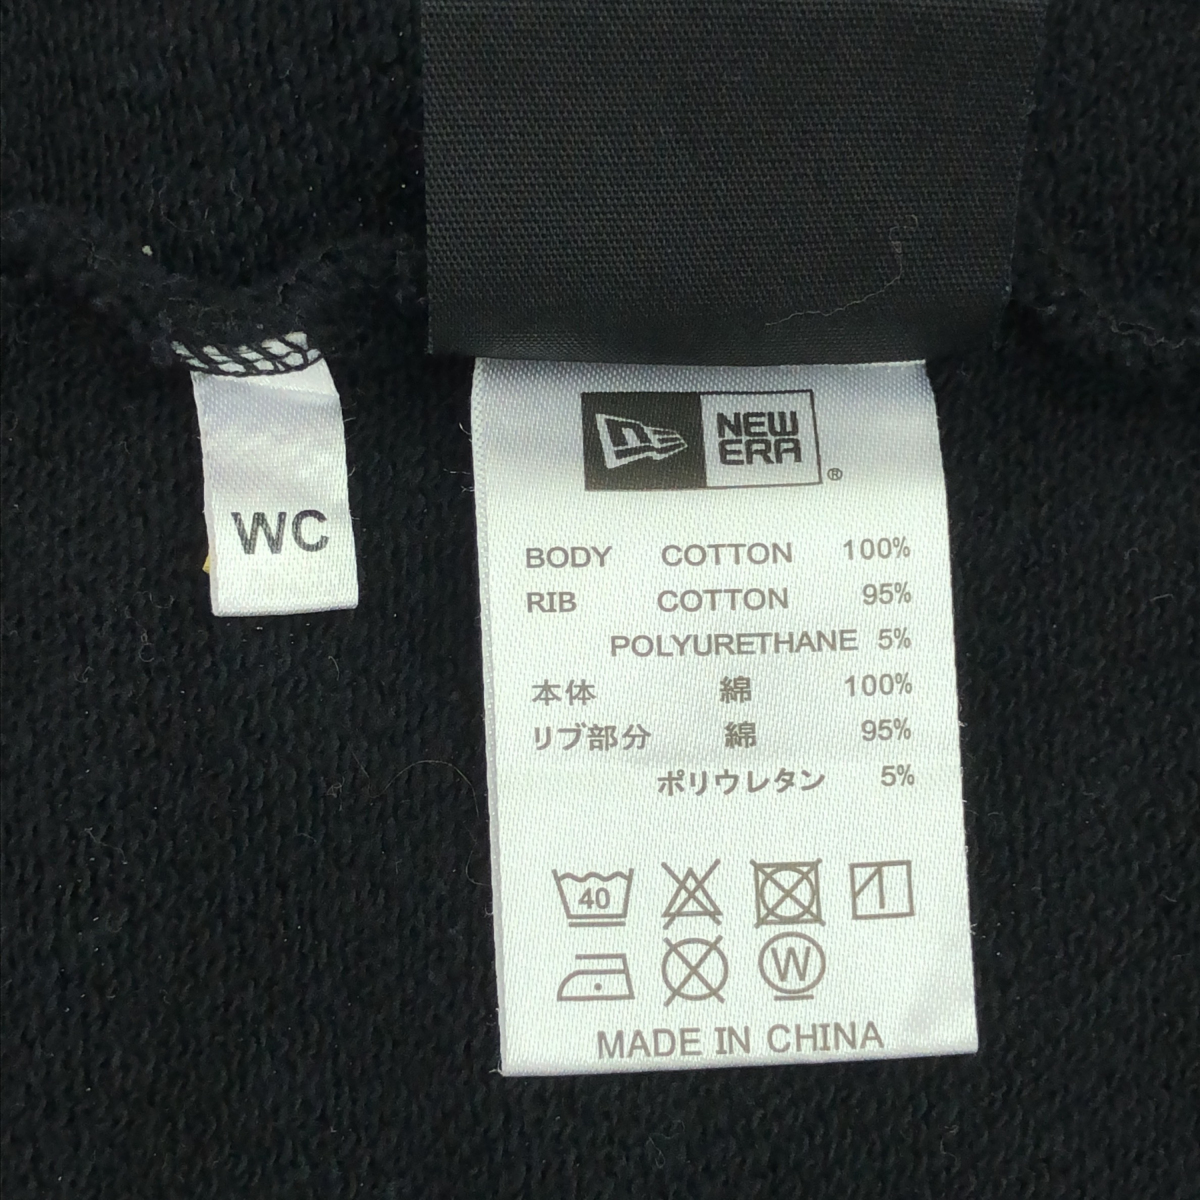 WC
NE
NEW
ERA
®
BODY COTTON 100%
RIB COTTON 95%
POLYURETHANE 5%
本体 綿 100%
リブ部分 綿 95%
ポリウレタン 5%
40
W
MADE IN CHINA